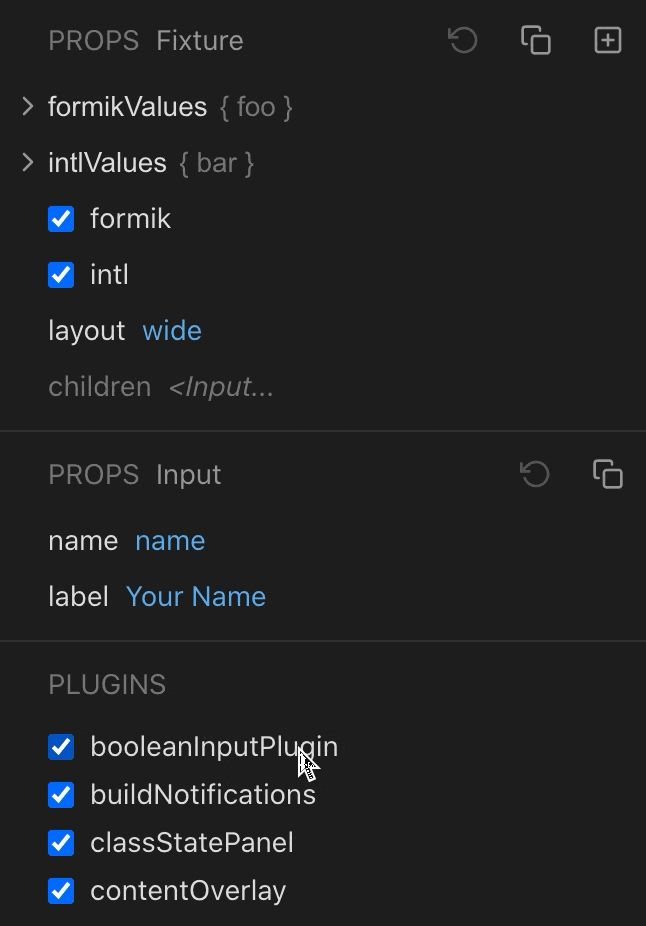 PROPS Fixture
formikValues { foo }
intlValues { bar }
formik
intl
layout wide
children <Input...
PROPS Input
name name
label Your Name
PLUGINS
booleanInputPlugin
buildNotifications
classStatePanel
contentOverlay